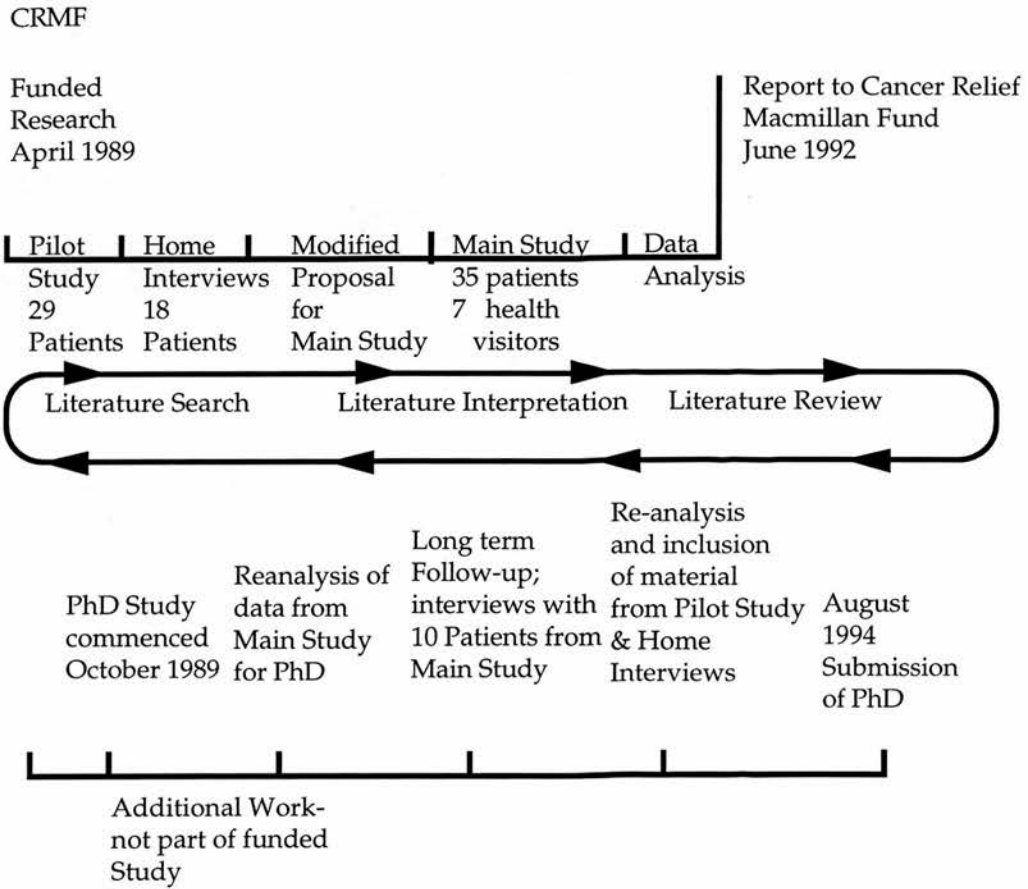 CRMF
Funded
Research
April 1989
Report to Cancer Relief
Macmillan Fund
June 1992
Pilot
Study
29
Patients
Home
Interviews
18
Patients
Modified
Proposal
for
Main Study
Main Study
35 patients
7 health
visitors
Data
Analysis
Literature Search
Literature Interpretation
Literature Review
PhD Study
commenced
October 1989
Reanalysis of
data from
Main Study
for PhD
Long term
Follow-up;
interviews with
10 Patients from
Main Study
Re-analysis
and inclusion
of material
from Pilot Study
& Home
Interviews
August
1994
Submission
of PhD
Additional Work-
not part of funded
Study